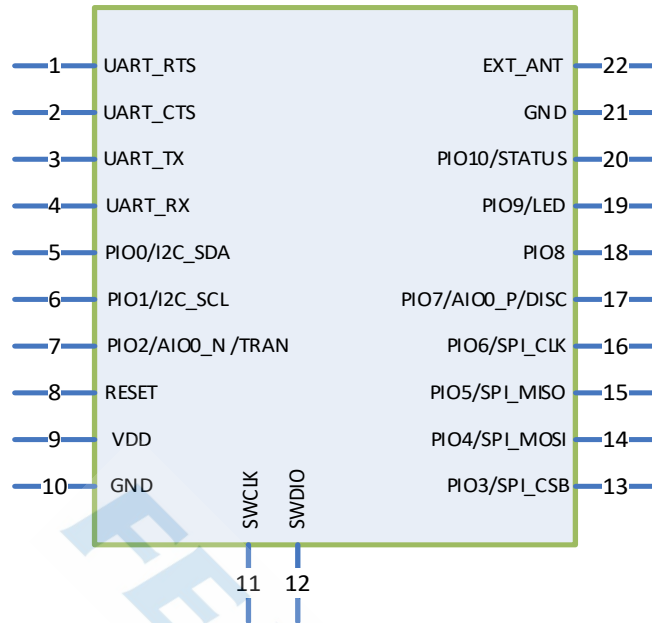 1 UART_RTS EXT_ANT 22
2 UART_CTS GND 21
3 UART_TX PIO10/STATUS 20
4 UART_RX PIO9/LED 19
5 PIO0/I2C_SDA PIO8 18
6 PIO1/I2C_SCL PIO7/AIO0_P/DISC 17
7 PIO2/AIO0_N /TRAN PIO6/SPI_CLK 16
8 RESET PIO5/SPI_MISO 15
9 VDD PIO4/SPI_MOSI 14
10 GND PIO3/SPI_CSB 13
SWCLK SWDIO
11 12
FE